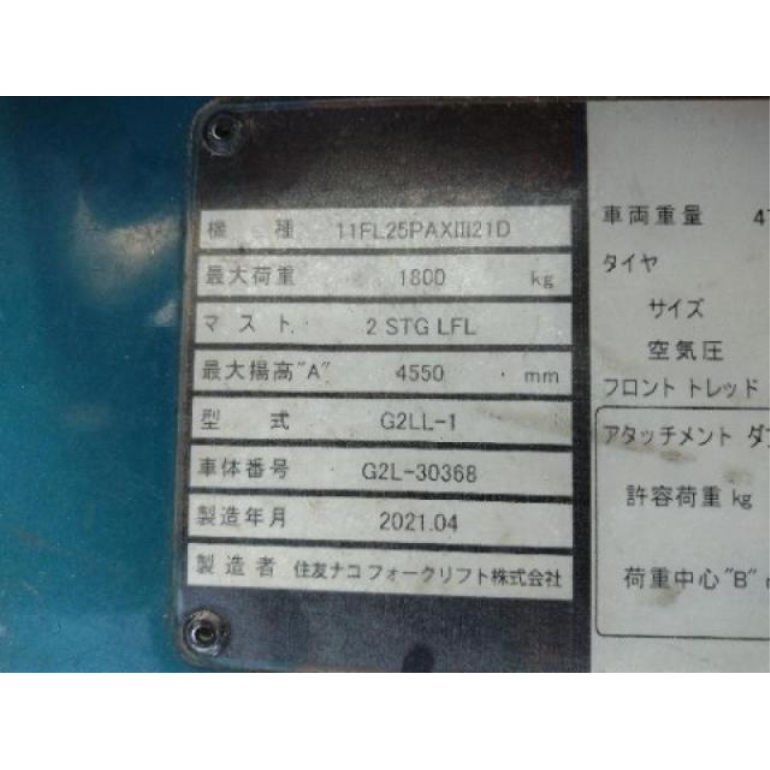 機 種 11FL25PAXIII21D
最大荷重 1800 kg
マスト 2 STG LFL
最大揚高"A" 4550 mm
型 式 G2LL-1
車体番号 G2L-30368
製造年月 2021.04
製造者 住友ナコ フォークリフト株式会社
車両重量 47
タイヤ
サイズ
空気圧
フロント トレッド
アタッチメント ダブ
許容荷重 kg
荷重中心"B"